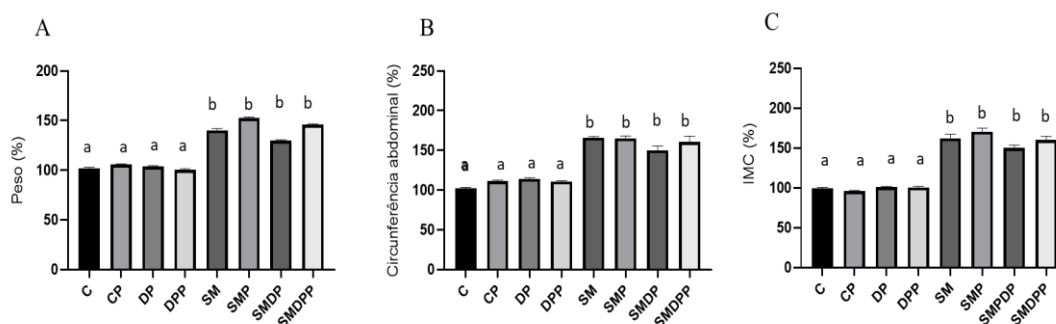 A
Peso (%)
200
150
100
50
0
a a a a b b b b
C CP DP DPP SM SMP SMDP SMDPP
B
Circunferência abdominal (%)
250
200
150
100
50
0
a a a a b b b b
C CP DP DPP SM SMP SMDP SMDPP
C
IMC (%)
250
200
150
100
50
0
a a a a b b b b
C CP DP DPP SM SMP SMPDP SMDPP